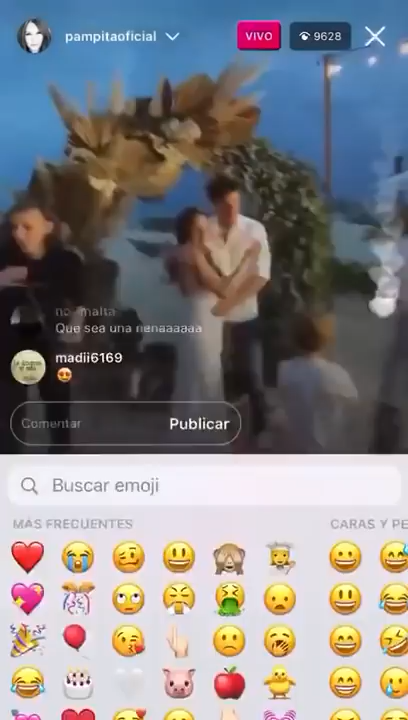 pampitaoficial
VIVO
9628
Que sea una nenaaaaaa
madii6169
Comentar
Publicar
Buscar emoji
MÁS FRECUENTES
CARAS Y PE